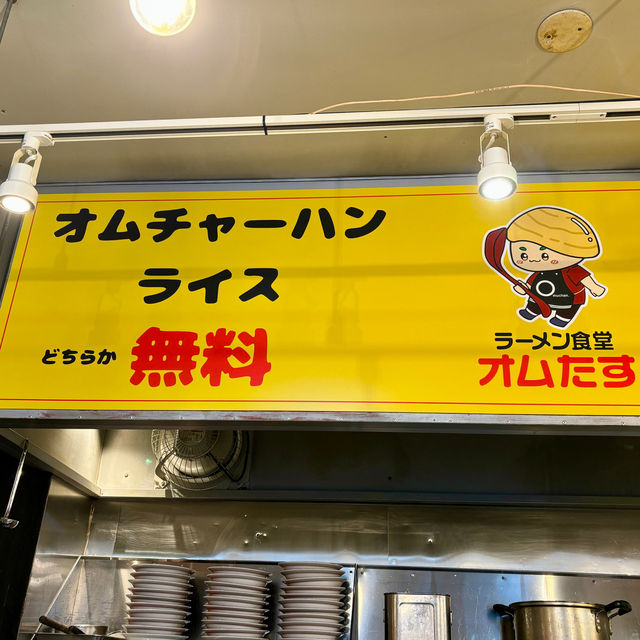 オムチャーハン
ライス
どちらか 無料
ラーメン食堂
オムたす